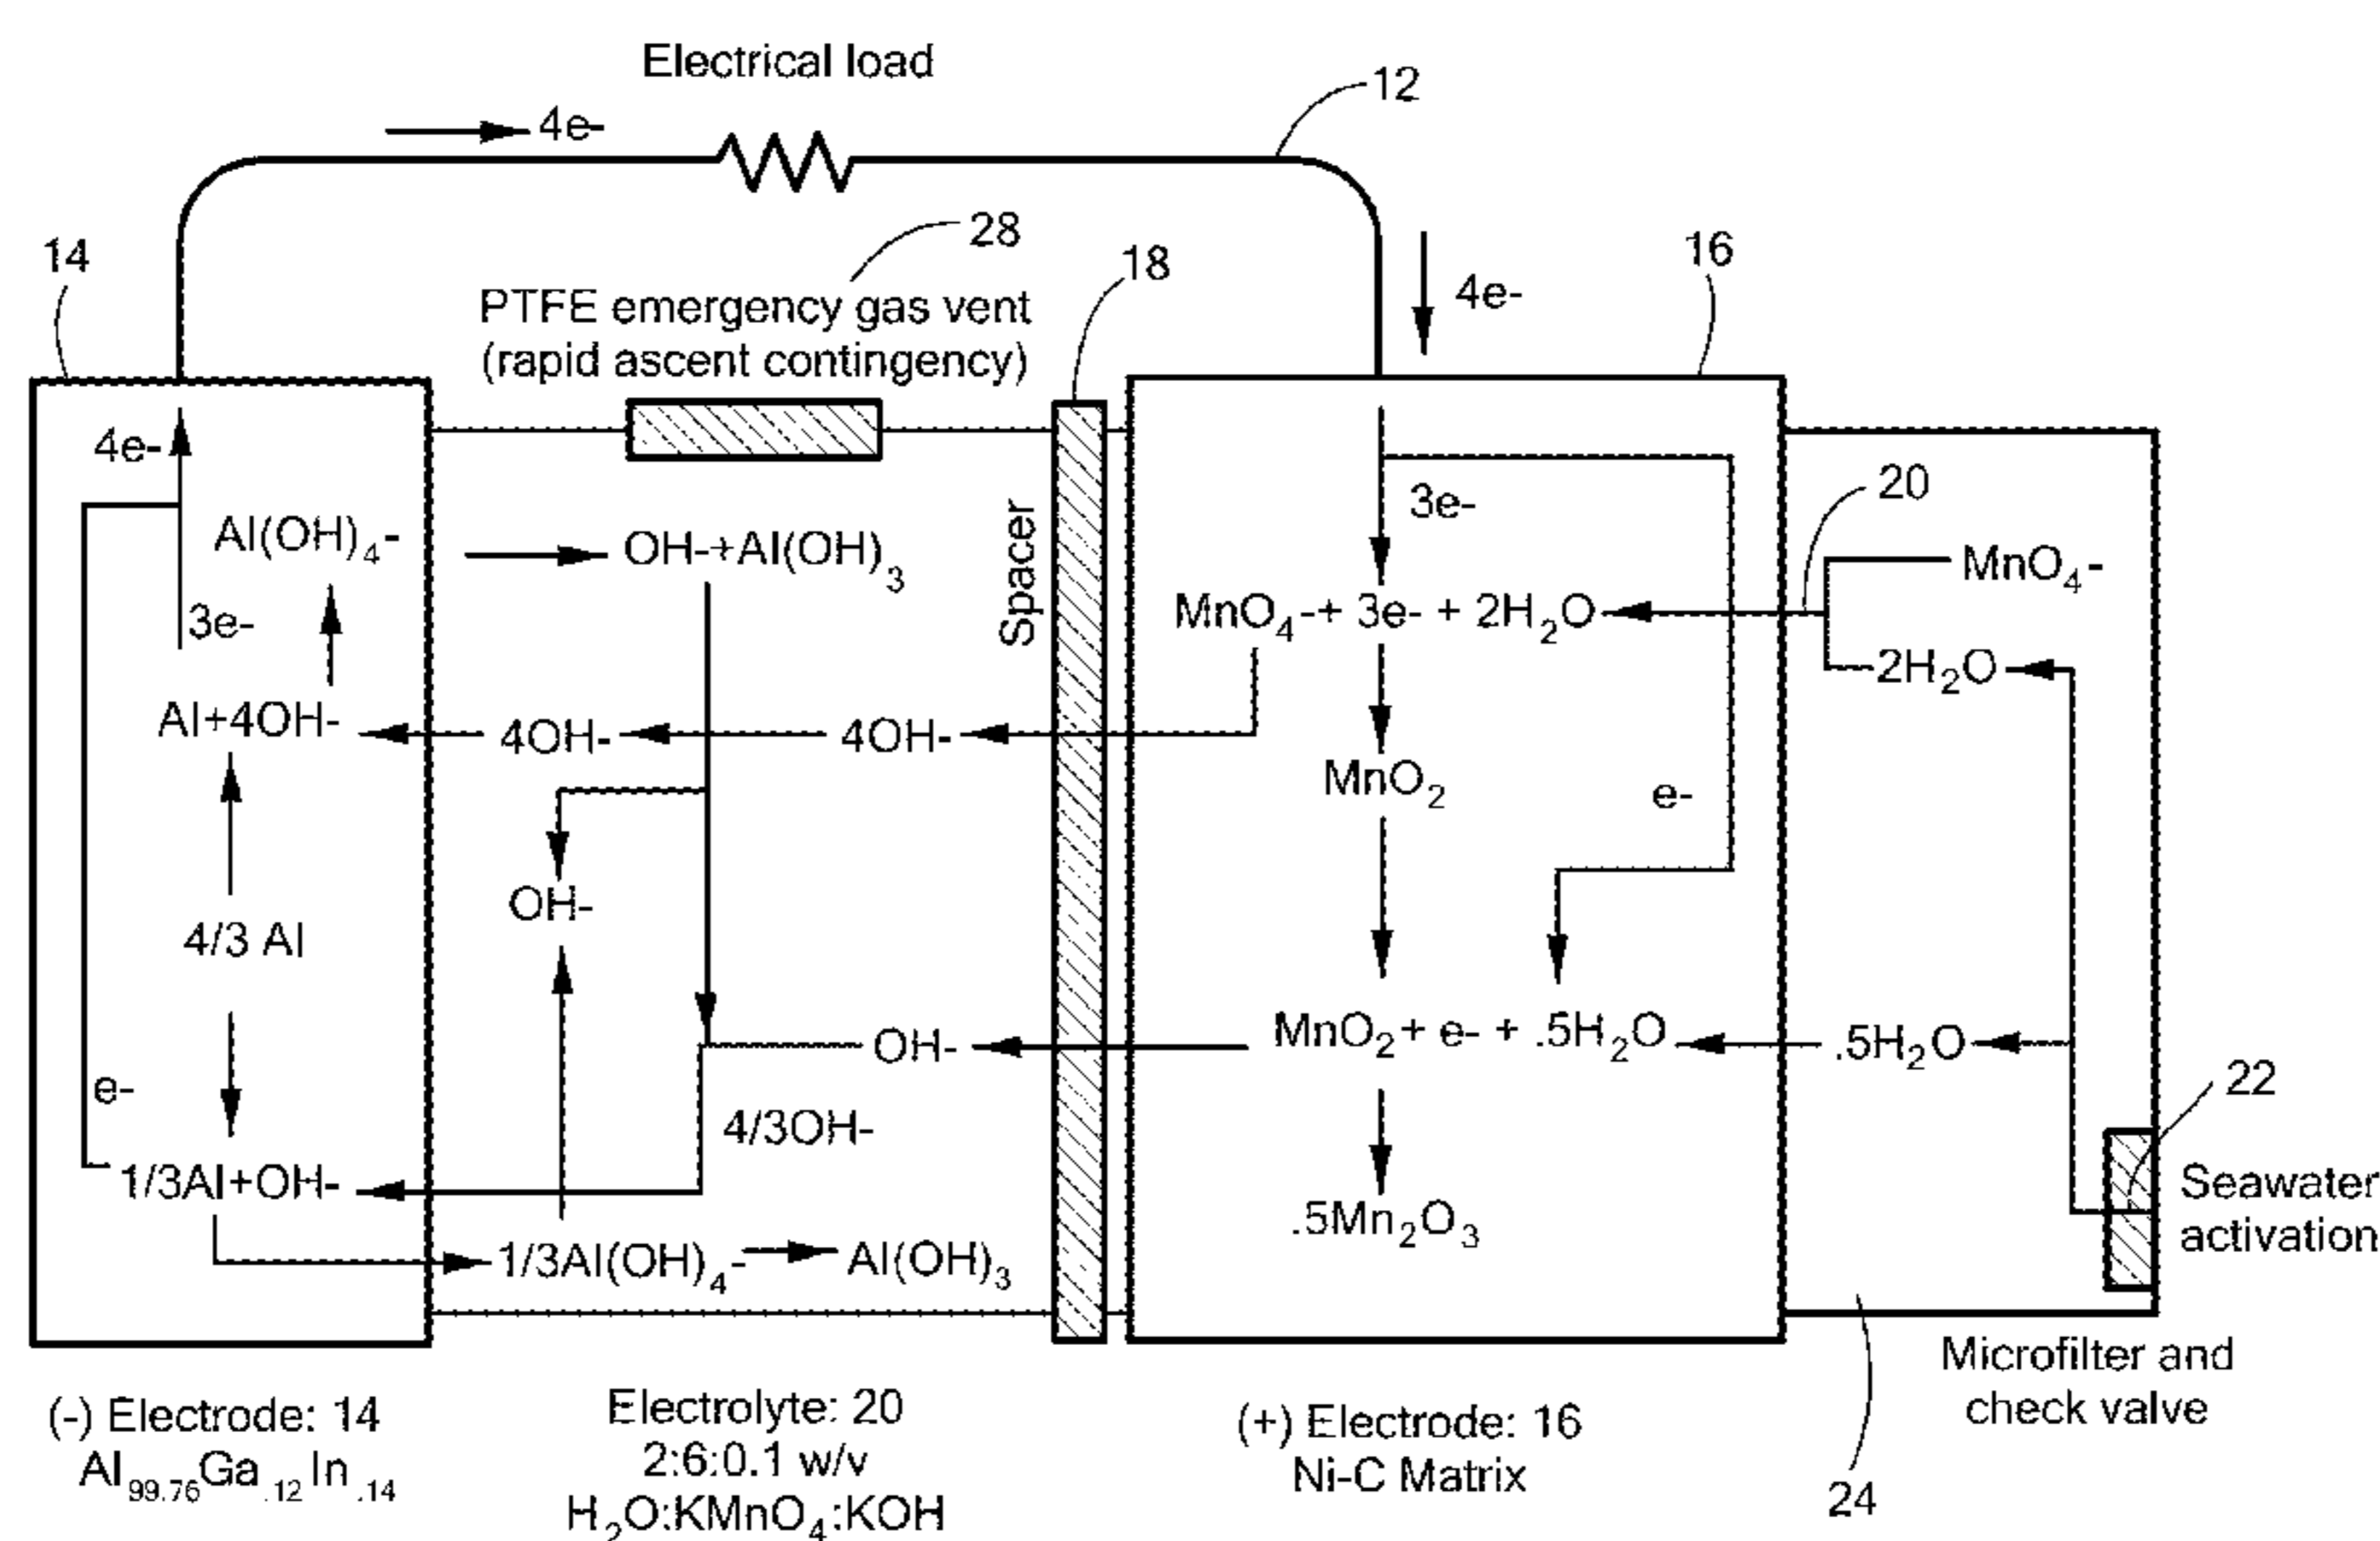 Electrical load
12
4e-
28
14
18
16
PTFE emergency gas vent
(rapid ascent contingency)
4e-
4e-
3e-
20
Al(OH)₄-
OH-+Al(OH)₃
Spacer
MnO₄-
3e-
MnO₄-+ 3e- + 2H₂O
2H₂O
Al+4OH-
4OH-
4OH-
MnO₂
e-
OH-
4/3 Al
MnO₂+ e- + .5H₂O
.5H₂O
OH-
22
e-
4/3OH-
1/3Al+OH-
Seawater
activation
.5Mn₂O₃
1/3Al(OH)₄-
Al(OH)₃
Microfilter and
check valve
24
(-) Electrode: 14
Al₉₉.₇₆Ga.₁₂In.₁₄
Electrolyte: 20
2:6:0.1 w/v
H₂O:KMnO₄:KOH
(+) Electrode: 16
Ni-C Matrix